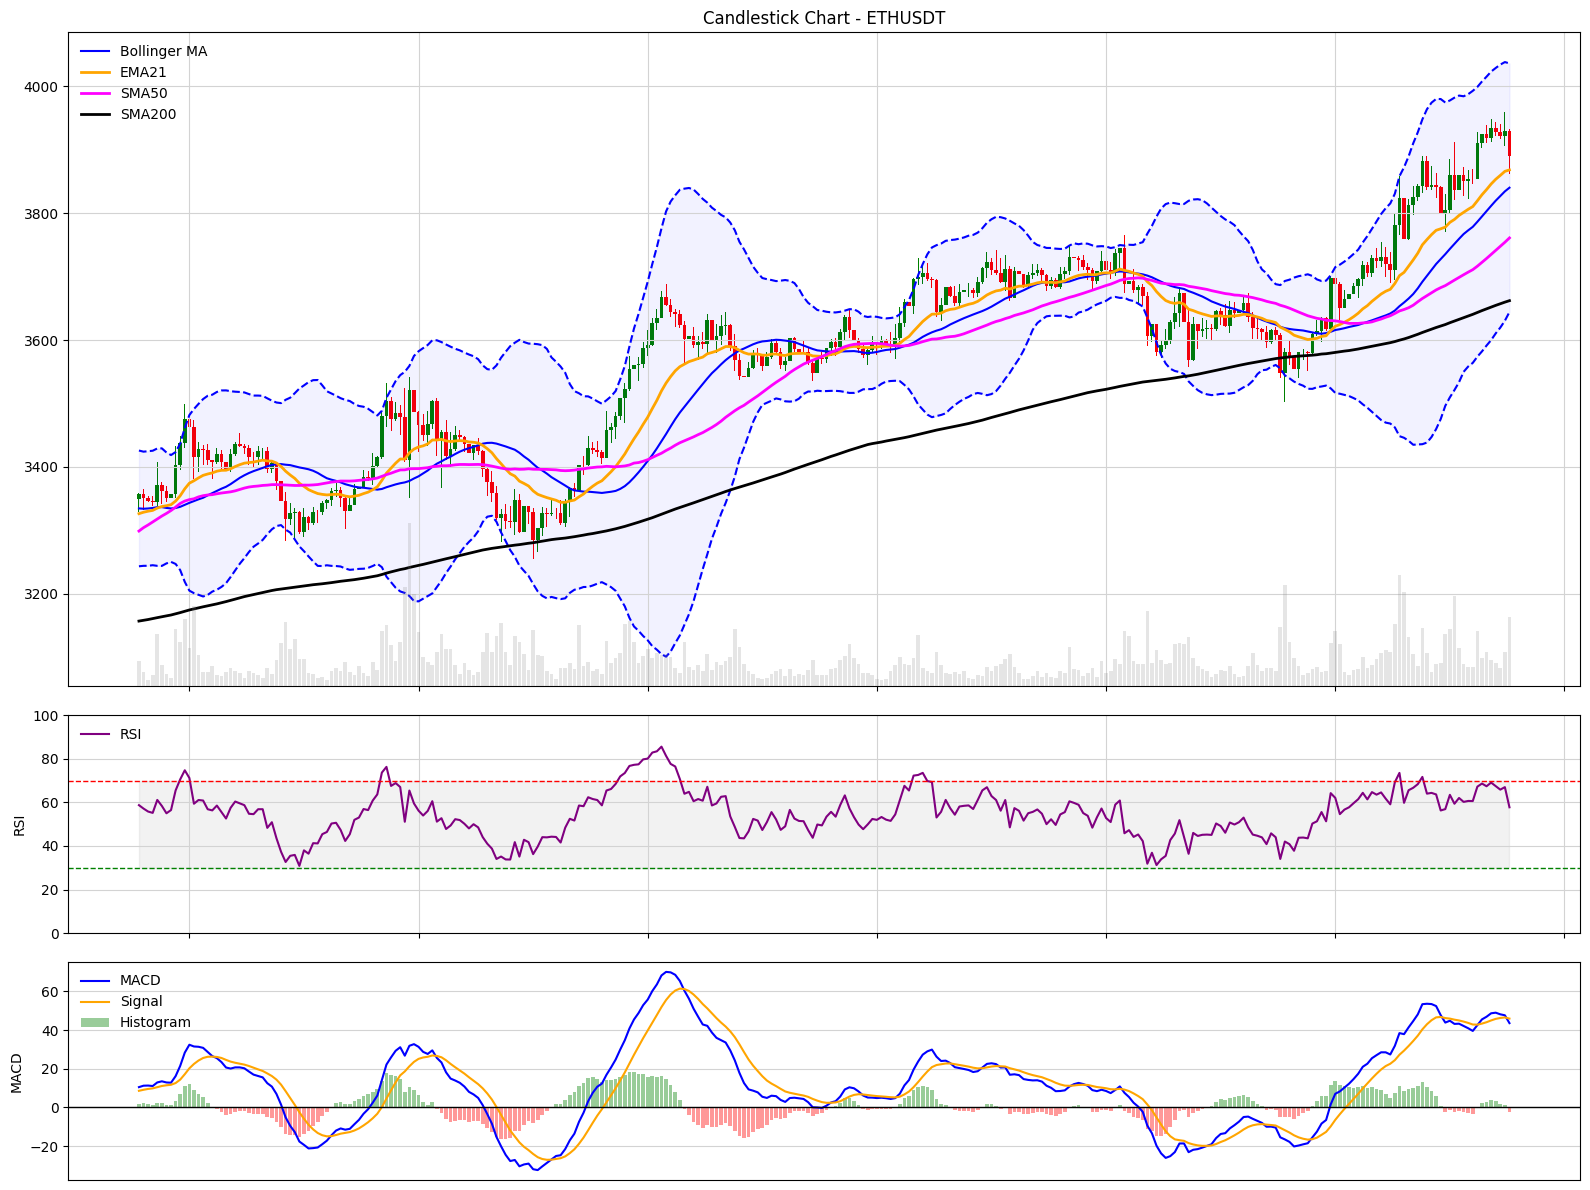 Candlestick Chart - ETHUSDT
Bollinger MA
EMA21
SMA50
SMA200
4000
3800
3600
3400
3200
RSI
100
80
60
40
20
0
RSI
MACD
Signal
Histogram
60
40
20
0
−20
MACD